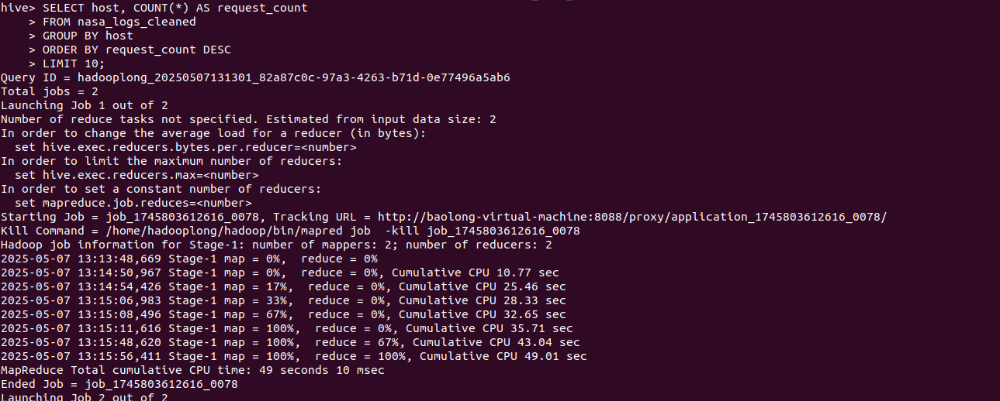 hive> SELECT host, COUNT(*) AS request_count
    > FROM nasa_logs_cleaned
    > GROUP BY host
    > ORDER BY request_count DESC
    > LIMIT 10;
Query ID = hadooplong_20250507131301_82a87c0c-97a3-4263-b71d-0e77496a5ab6
Total jobs = 2
Launching Job 1 out of 2
Number of reduce tasks not specified. Estimated from input data size: 2
In order to change the average load for a reducer (in bytes):
  set hive.exec.reducers.bytes.per.reducer=<number>
In order to limit the maximum number of reducers:
  set hive.exec.reducers.max=<number>
In order to set a constant number of reducers:
  set mapreduce.job.reduces=<number>
Starting Job = job_1745803612616_0078, Tracking URL = http://baolong-virtual-machine:8088/proxy/application_1745803612616_0078/
Kill Command = /home/hadooplong/hadoop/bin/mapred job  -kill job_1745803612616_0078
Hadoop job information for Stage-1: number of mappers: 2; number of reducers: 2
2025-05-07 13:13:48,669 Stage-1 map = 0%,  reduce = 0%
2025-05-07 13:14:50,967 Stage-1 map = 0%,  reduce = 0%, Cumulative CPU 10.77 sec
2025-05-07 13:14:54,426 Stage-1 map = 17%,  reduce = 0%, Cumulative CPU 25.46 sec
2025-05-07 13:15:06,983 Stage-1 map = 33%,  reduce = 0%, Cumulative CPU 28.33 sec
2025-05-07 13:15:08,496 Stage-1 map = 67%,  reduce = 0%, Cumulative CPU 32.65 sec
2025-05-07 13:15:11,616 Stage-1 map = 100%,  reduce = 0%, Cumulative CPU 35.71 sec
2025-05-07 13:15:48,620 Stage-1 map = 100%,  reduce = 67%, Cumulative CPU 43.04 sec
2025-05-07 13:15:56,411 Stage-1 map = 100%,  reduce = 100%, Cumulative CPU 49.01 sec
MapReduce Total cumulative CPU time: 49 seconds 10 msec
Ended Job = job_1745803612616_0078
Launching Job 2 out of 2